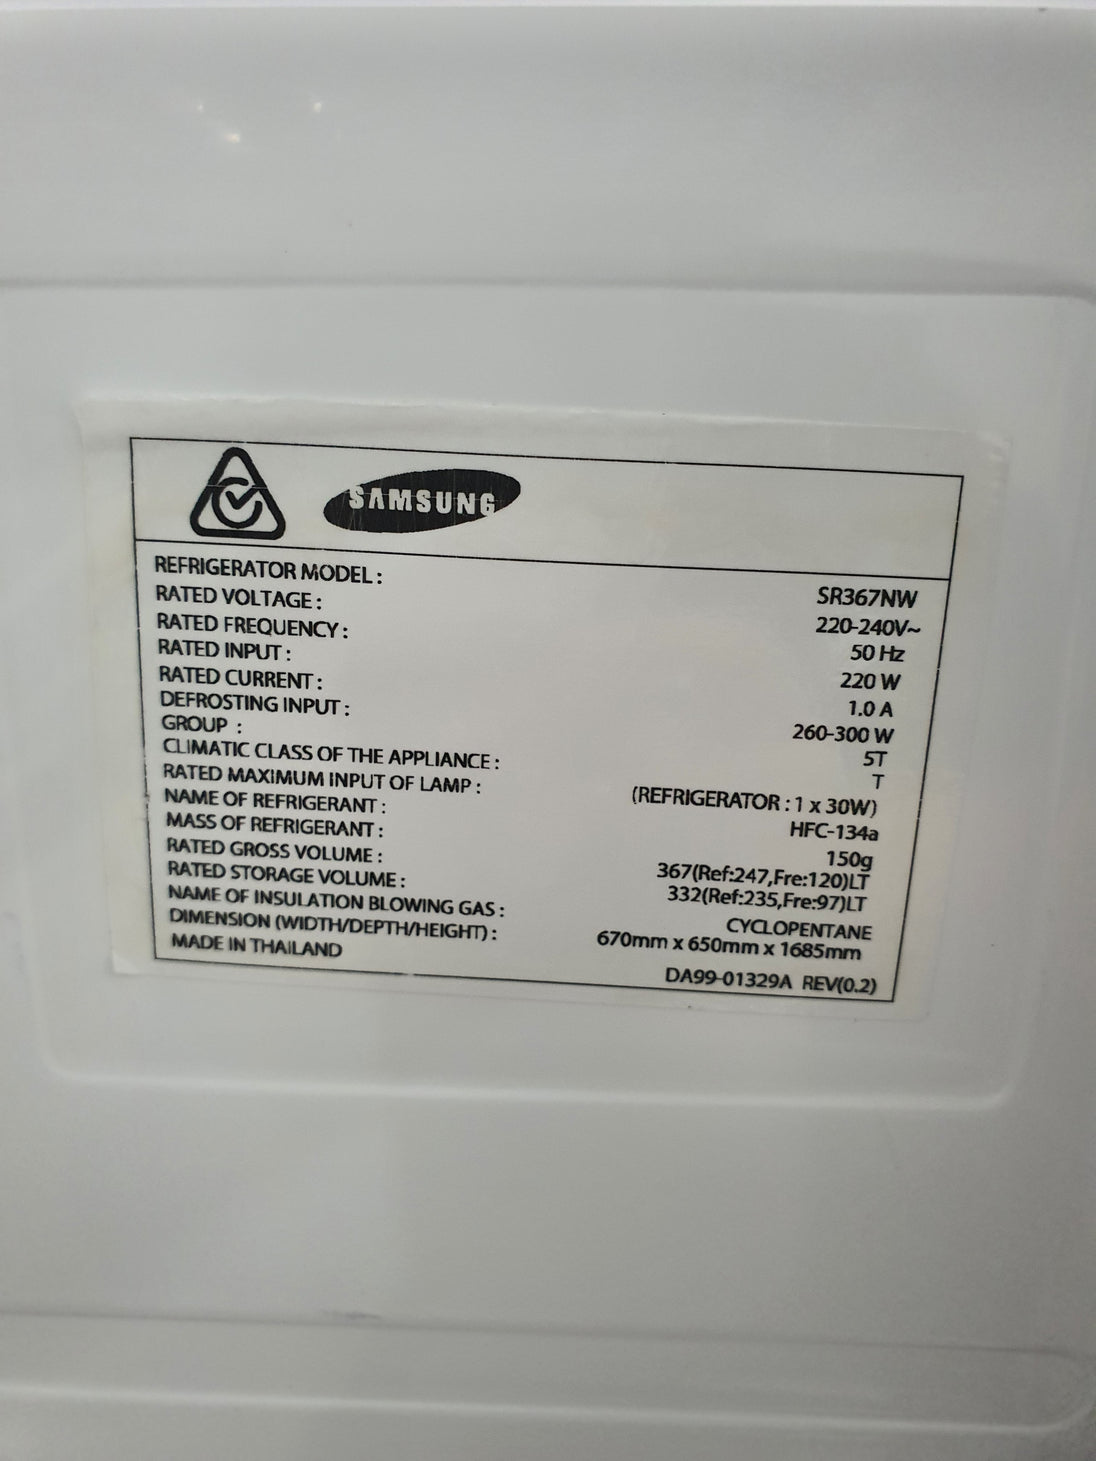 SAMSUNG
REFRIGERATOR MODEL : SR367NW
RATED VOLTAGE : 220-240V~
RATED FREQUENCY : 50 Hz
RATED INPUT : 220 W
RATED CURRENT : 1.0 A
DEFROSTING INPUT : 260-300 W
GROUP : 5T
CLIMATIC CLASS OF THE APPLIANCE : T
RATED MAXIMUM INPUT OF LAMP : (REFRIGERATOR : 1 x 30W)
NAME OF REFRIGERANT : HFC-134a
MASS OF REFRIGERANT : 150g
RATED GROSS VOLUME : 367(Ref:247,Fre:120)LT
RATED STORAGE VOLUME : 332(Ref:235,Fre:97)LT
NAME OF INSULATION BLOWING GAS : CYCLOPENTANE
DIMENSION (WIDTH/DEPTH/HEIGHT) : 670mm x 650mm x 1685mm
MADE IN THAILAND DA99-01329A REV(0.2)